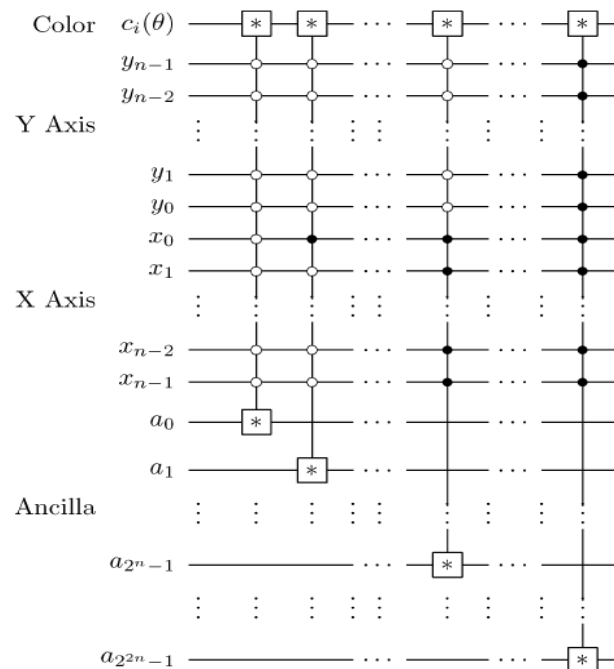 Color c_i(θ) * * ··· * ··· *
y_{n−1} ··· ···
y_{n−2} ··· ···
Y Axis
y_1 ··· ···
y_0 ··· ···
x_0 ··· ···
x_1 ··· ···
X Axis
x_{n−2} ··· ···
x_{n−1} ··· ···
a_0 * ··· ···
a_1 * ··· ···
Ancilla
a_{2^n−1} ··· * ···
a_{2^{2n}−1} ··· ··· *